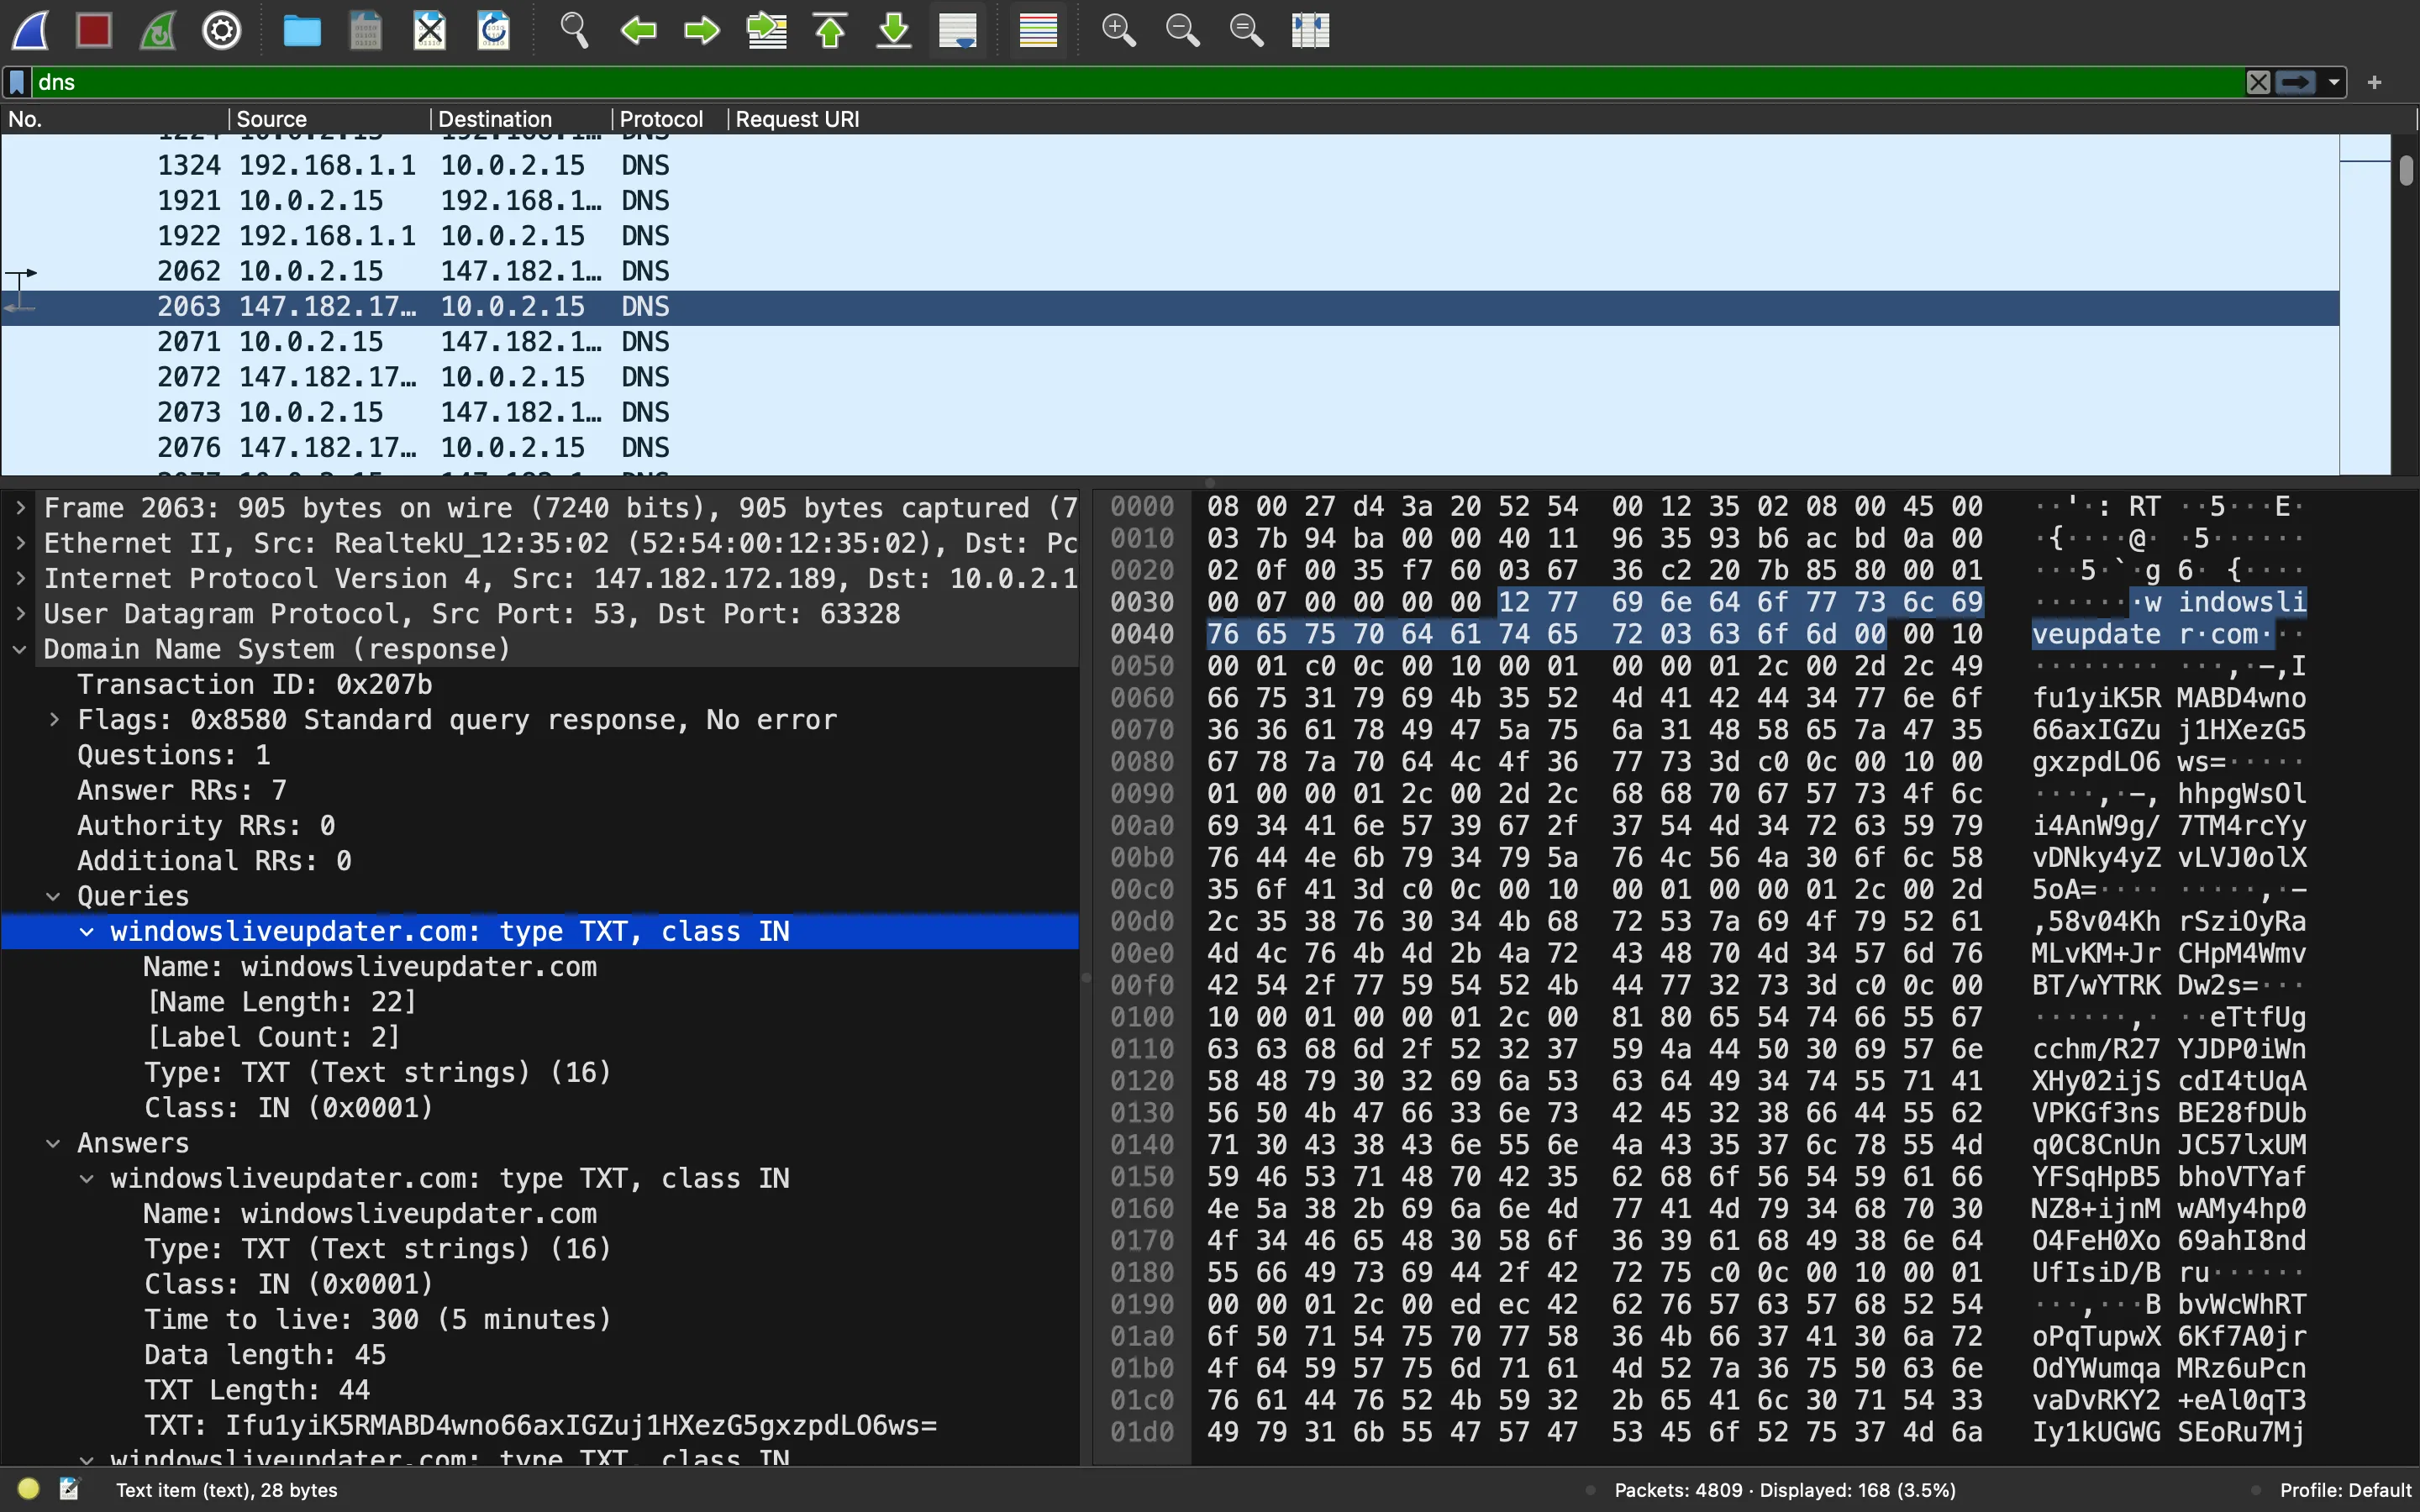 dns
No. Source Destination Protocol Request URI
1324 192.168.1.1 10.0.2.15 DNS
1921 10.0.2.15 192.168.1… DNS
1922 192.168.1.1 10.0.2.15 DNS
2062 10.0.2.15 147.182.1… DNS
2063 147.182.17… 10.0.2.15 DNS
2071 10.0.2.15 147.182.1… DNS
2072 147.182.17… 10.0.2.15 DNS
2073 10.0.2.15 147.182.1… DNS
2076 147.182.17… 10.0.2.15 DNS
Frame 2063: 905 bytes on wire (7240 bits), 905 bytes captured (7
Ethernet II, Src: RealtekU_12:35:02 (52:54:00:12:35:02), Dst: Pc
Internet Protocol Version 4, Src: 147.182.172.189, Dst: 10.0.2.1
User Datagram Protocol, Src Port: 53, Dst Port: 63328
Domain Name System (response)
Transaction ID: 0x207b
Flags: 0x8580 Standard query response, No error
Questions: 1
Answer RRs: 7
Authority RRs: 0
Additional RRs: 0
Queries
windowsliveupdater.com: type TXT, class IN
Name: windowsliveupdater.com
[Name Length: 22]
[Label Count: 2]
Type: TXT (Text strings) (16)
Class: IN (0x0001)
Answers
windowsliveupdater.com: type TXT, class IN
Name: windowsliveupdater.com
Type: TXT (Text strings) (16)
Class: IN (0x0001)
Time to live: 300 (5 minutes)
Data length: 45
TXT Length: 44
TXT: Ifu1yiK5RMABD4wno66axIGZuj1HXezG5gxzpdLO6ws=
windowsliveupdater.com: type TXT, class IN
0000 08 00 27 d4 3a 20 52 54 00 12 35 02 08 00 45 00 ··'·: RT ··5···E·
0010 03 7b 94 ba 00 00 40 11 96 35 93 b6 ac bd 0a 00 ·{····@· ·5······
0020 02 0f 00 35 f7 60 03 67 36 c2 20 7b 85 80 00 01 ···5·`·g 6· {····
0030 00 07 00 00 00 00 12 77 69 6e 64 6f 77 73 6c 69 ·······w indowsli
0040 76 65 75 70 64 61 74 65 72 03 63 6f 6d 00 00 10 veupdate r·com···
0050 00 01 c0 0c 00 10 00 01 00 00 01 2c 00 2d 2c 49 ········ ···,·-,I
0060 66 75 31 79 69 4b 35 52 4d 41 42 44 34 77 6e 6f fu1yiK5R MABD4wno
0070 36 36 61 78 49 47 5a 75 6a 31 48 58 65 7a 47 35 66axIGZu j1HXezG5
0080 67 78 7a 70 64 4c 4f 36 77 73 3d c0 0c 00 10 00 gxzpdLO6 ws=·····
0090 01 00 00 01 2c 00 2d 2c 68 68 70 67 57 73 4f 6c ····,·-, hhpgWsOl
00a0 69 34 41 6e 57 39 67 2f 37 54 4d 34 72 63 59 79 i4AnW9g/ 7TM4rcYy
00b0 76 44 4e 6b 79 34 79 5a 76 4c 56 4a 30 6f 6c 58 vDNky4yZ vLVJ0olX
00c0 35 6f 41 3d c0 0c 00 10 00 01 00 00 01 2c 00 2d 5oA=···· ·····,·-
00d0 2c 35 38 76 30 34 4b 68 72 53 7a 69 4f 79 52 61 ,58v04Kh rSziOyRa
00e0 4d 4c 76 4b 4d 2b 4a 72 43 48 70 4d 34 57 6d 76 MLvKM+Jr CHpM4Wmv
00f0 42 54 2f 77 59 54 52 4b 44 77 32 73 3d c0 0c 00 BT/wYTRK Dw2s=···
0100 10 00 01 00 00 01 2c 00 81 80 65 54 74 66 55 67 ······,· ··eTtfUg
0110 63 63 68 6d 2f 52 32 37 59 4a 44 50 30 69 57 6e cchm/R27 YJDP0iWn
0120 58 48 79 30 32 69 6a 53 63 64 49 34 74 55 71 41 XHy02ijS cdI4tUqA
0130 56 50 4b 47 66 33 6e 73 42 45 32 38 66 44 55 62 VPKGf3ns BE28fDUb
0140 71 30 43 38 43 6e 55 6e 4a 43 35 37 6c 78 55 4d q0C8CnUn JC57lxUM
0150 59 46 53 71 48 70 42 35 62 68 6f 56 54 59 61 66 YFSqHpB5 bhoVTYaf
0160 4e 5a 38 2b 69 6a 6e 4d 77 41 4d 79 34 68 70 30 NZ8+ijnM wAMy4hp0
0170 4f 34 46 65 48 30 58 6f 36 39 61 68 49 38 6e 64 O4FeH0Xo 69ahI8nd
0180 55 66 49 73 69 44 2f 42 72 75 c0 0c 00 10 00 01 UfIsiD/B ru······
0190 00 00 01 2c 00 ed ec 42 62 76 57 63 57 68 52 54 ···,···B bvWcWhRT
01a0 6f 50 71 54 75 70 77 58 36 4b 66 37 41 30 6a 72 oPqTupwX 6Kf7A0jr
01b0 4f 64 59 57 75 6d 71 61 4d 52 7a 36 75 50 63 6e OdYWumqa MRz6uPcn
01c0 76 61 44 76 52 4b 59 32 2b 65 41 6c 30 71 54 33 vaDvRKY2 +eAl0qT3
01d0 49 79 31 6b 55 47 57 47 53 45 6f 52 75 37 4d 6a Iy1kUGWG SEoRu7Mj
Text item (text), 28 bytes
Packets: 4809 · Displayed: 168 (3.5%)
Profile: Default